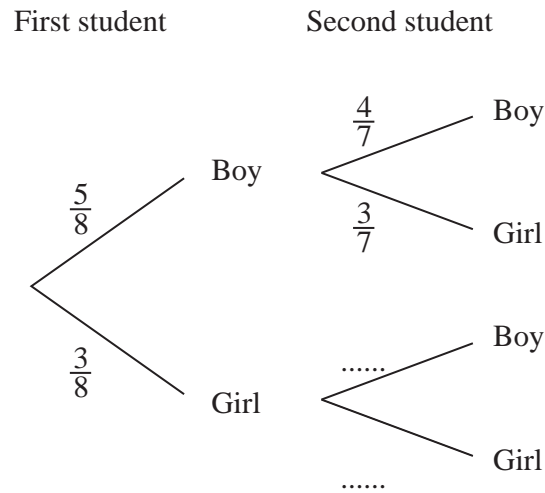 First student Second student
4/7
Boy
Boy
5/8
3/7
Girl
3/8
......
Boy
Girl
......
Girl